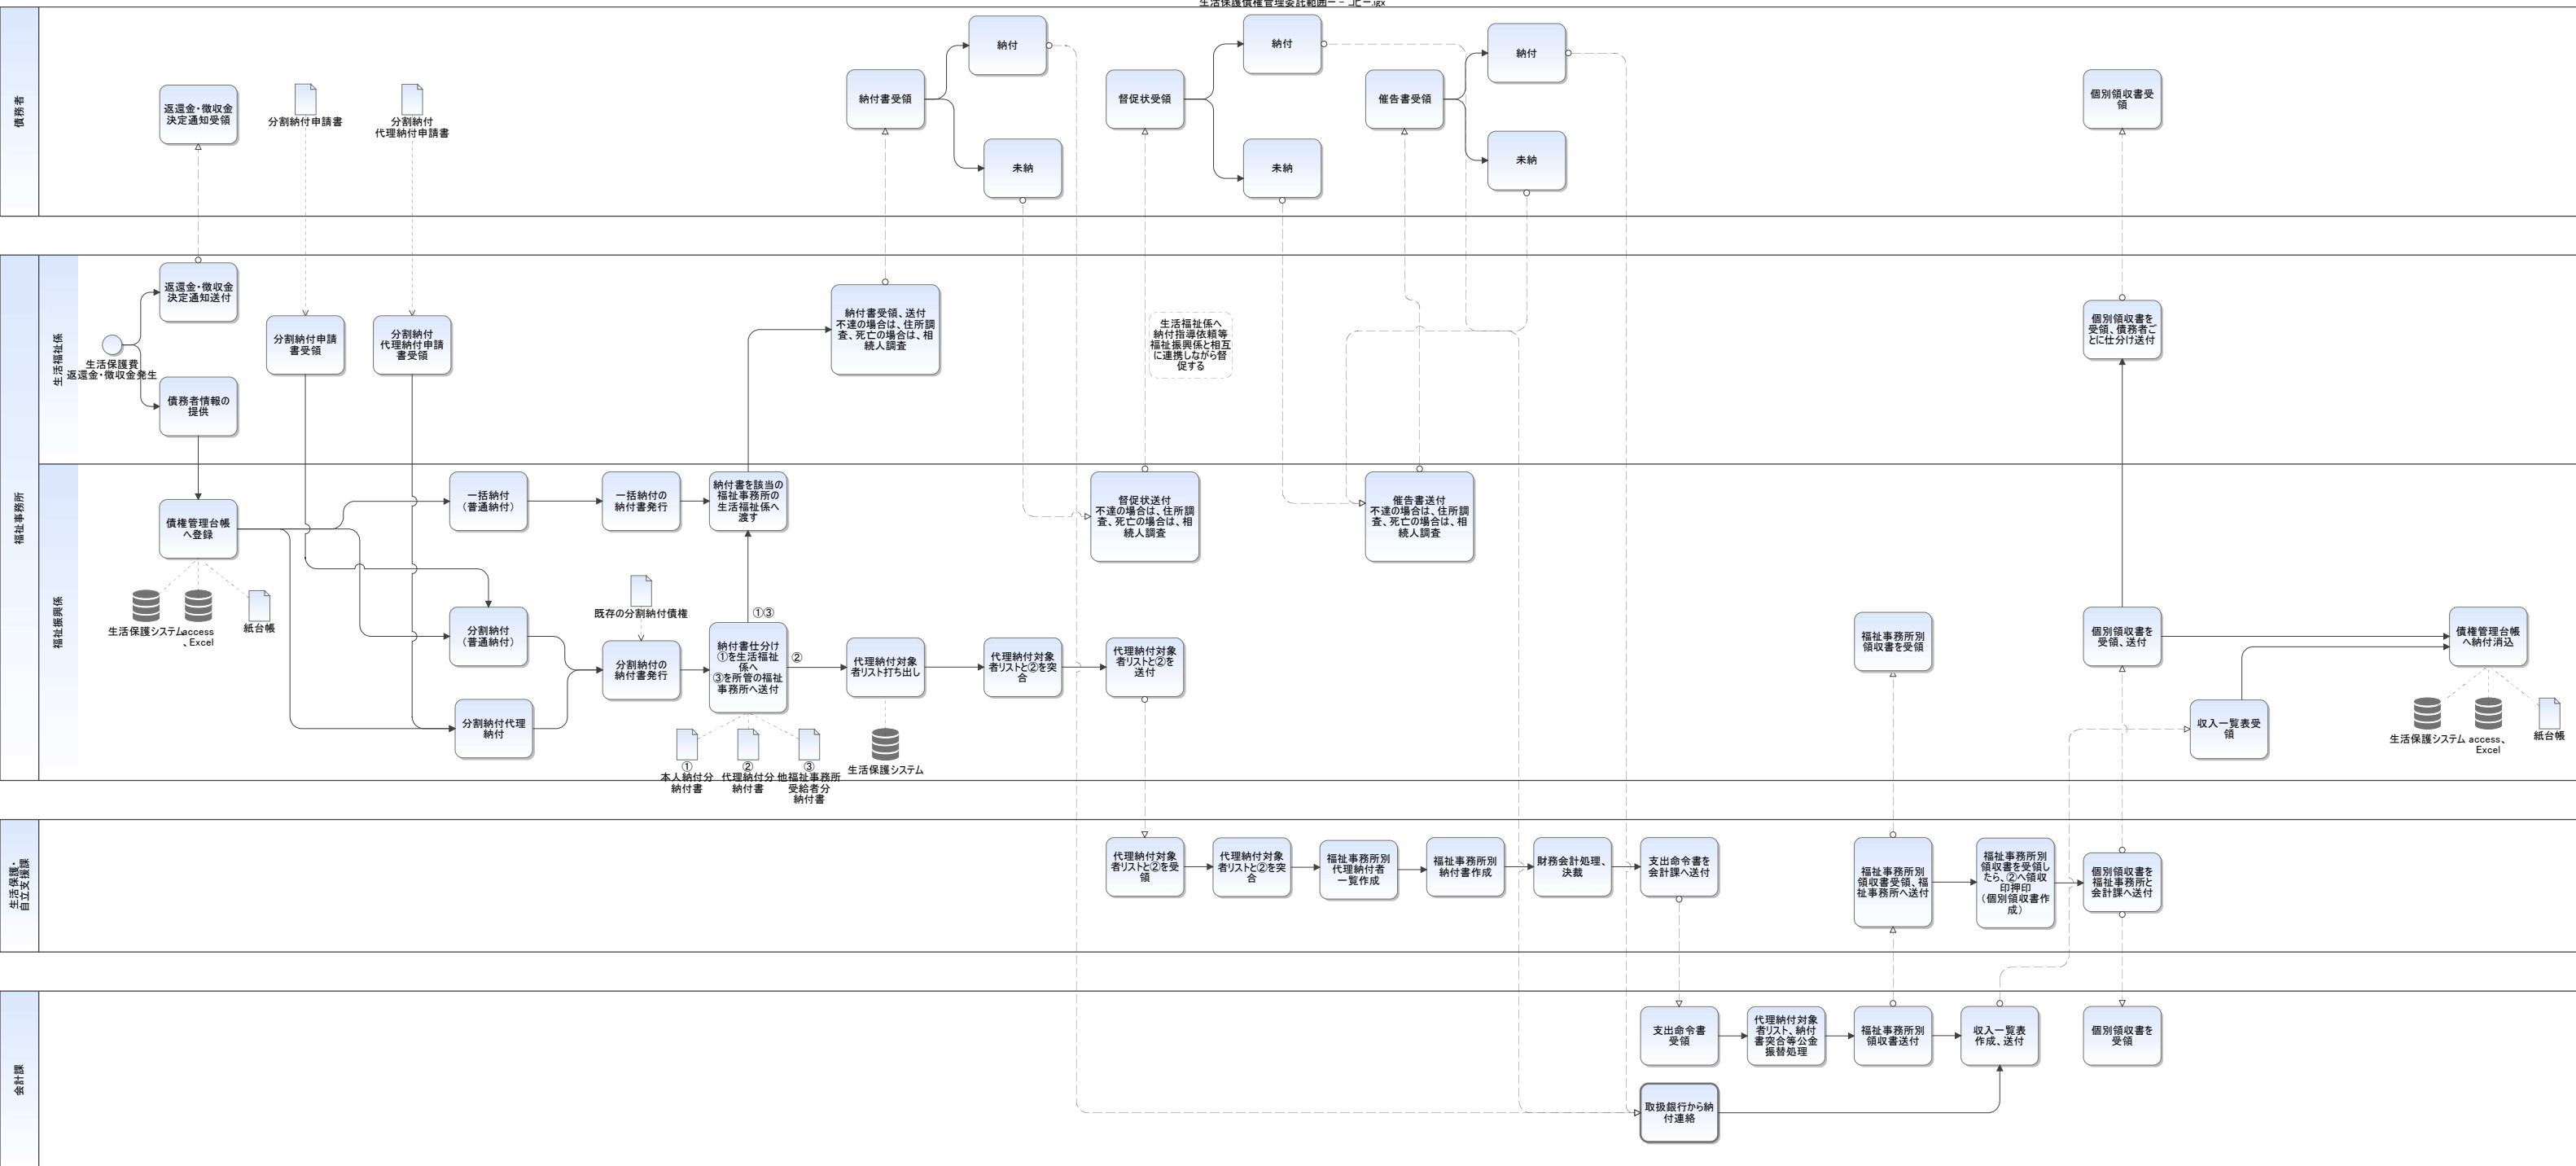 生活保護債権管理委託範囲ー - コピー.igx
債務者
返還金・徴収金
決定通知受領
分割納付申請書
分割納付
代理納付申請書
納付書受領
納付
未納
督促状受領
納付
未納
催告書受領
納付
未納
個別領収書受
領
福祉事務所
生活福祉係
生活保護費
返還金・徴収金発生
返還金・徴収金
決定通知送付
債務者情報の
提供
分割納付申請
書受領
分割納付
代理納付申請
書受領
納付書受領、送付
不達の場合は、住所調
査、死亡の場合は、相
続人調査
生活福祉係へ
納付指導依頼等
福祉振興係と相互
に連携しながら督
促する
個別領収書を
受領、債務者ご
とに仕分け送付
福祉振興係
債権管理台帳
へ登録
生活保護システム
access
、Excel
紙台帳
一括納付
（普通納付）
一括納付の
納付書発行
納付書を該当の
福祉事務所の
生活福祉係へ
渡す
分割納付
（普通納付）
分割納付代理
納付
既存の分割納付債権
分割納付の
納付書発行
①③
納付書仕分け
①を生活福祉
係へ
③を所管の福祉
事務所へ送付
②
①
本人納付分
納付書
②
代理納付分
納付書
③
他福祉事務所
受給者分
納付書
代理納付対象
者リスト打ち出し
生活保護システム
代理納付対象
者リストと②を突
合
代理納付対象
者リストと②を
送付
督促状送付
不達の場合は、住所調
査、死亡の場合は、相
続人調査
催告書送付
不達の場合は、住所調
査、死亡の場合は、相
続人調査
福祉事務所別
領収書を受領
個別領収書を
受領、送付
収入一覧表受
領
債権管理台帳
へ納付消込
生活保護システム
access、
Excel
紙台帳
生活保護・
自立支援課
代理納付対象
者リストと②を受
領
代理納付対象
者リストと②を突
合
福祉事務所別
代理納付者
一覧作成
福祉事務所別
納付書作成
財務会計処理、
決裁
支出命令書を
会計課へ送付
福祉事務所別
領収書受領、福
祉事務所へ送付
福祉事務所別
領収書を受領し
たら、②へ領収
印押印
（個別領収書作
成）
個別領収書を
福祉事務所と
会計課へ送付
会計課
支出命令書
受領
代理納付対象
者リスト、納付
書突合等公金
振替処理
福祉事務所別
領収書送付
収入一覧表
作成、送付
個別領収書を
受領
取扱銀行から納
付連絡